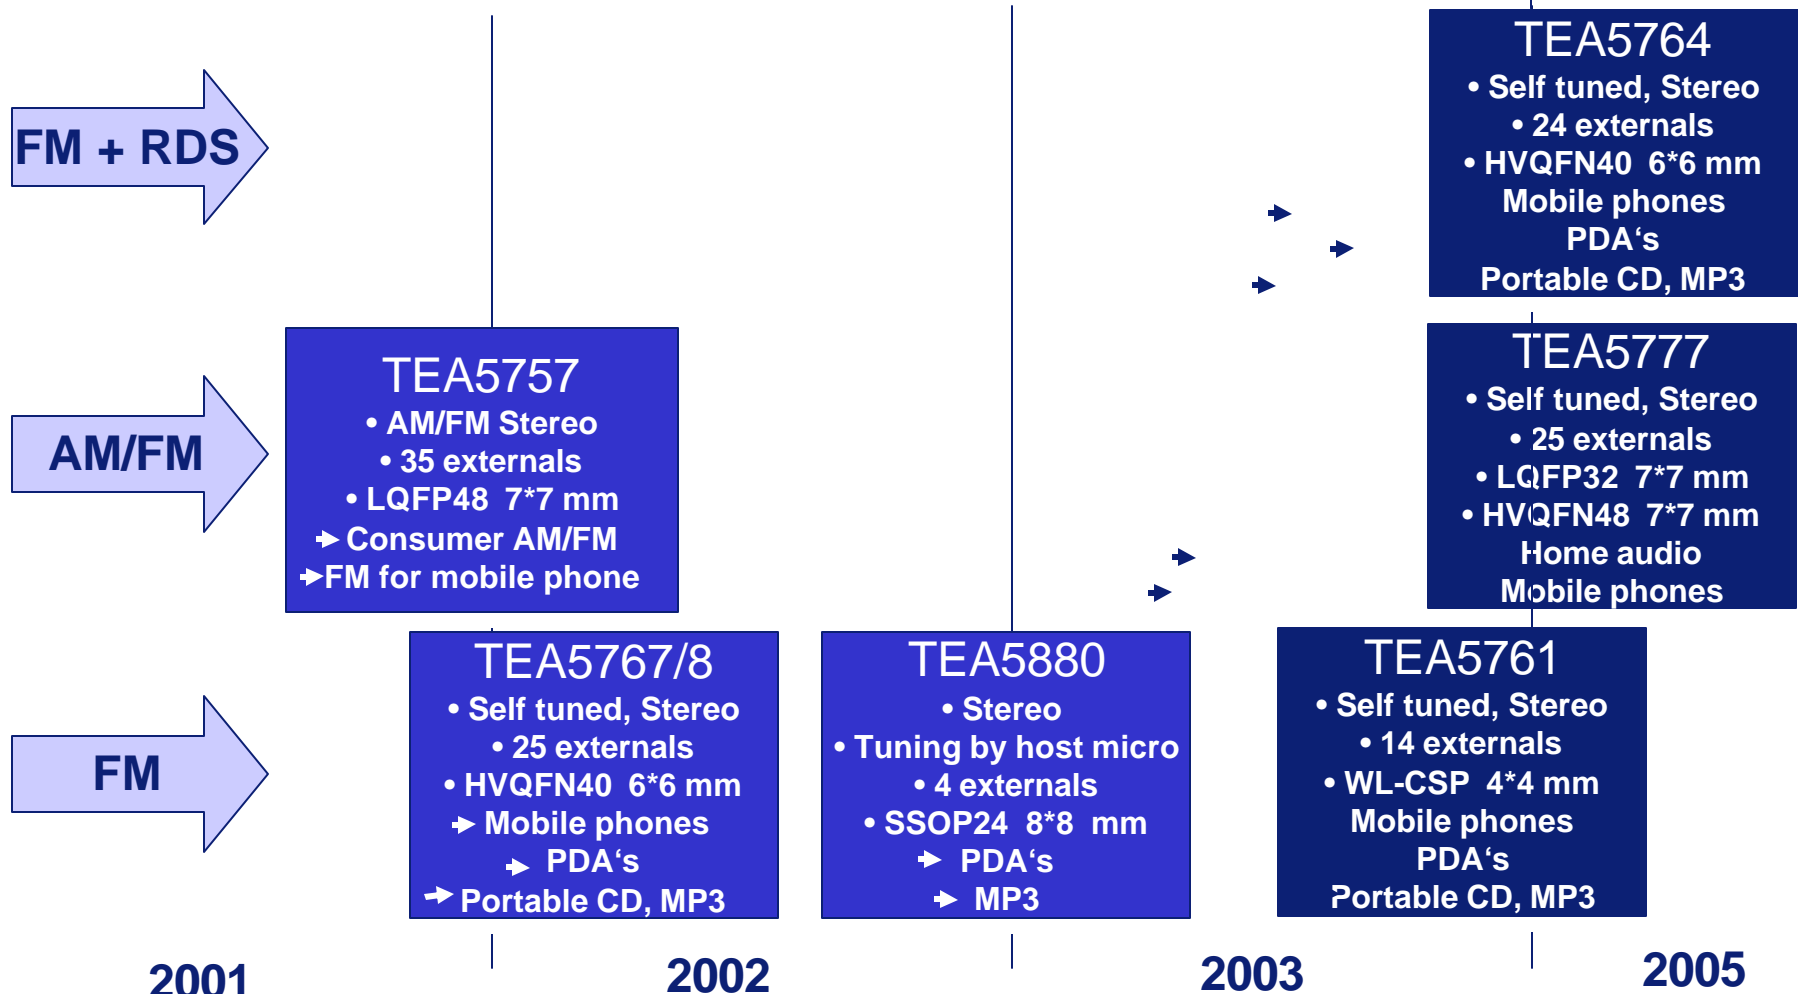 FM + RDS
TEA5764
• Self tuned, Stereo
• 24 externals
• HVQFN40 6*6 mm
Mobile phones
PDA‘s
Portable CD, MP3
AM/FM
TEA5757
• AM/FM Stereo
• 35 externals
• LQFP48 7*7 mm
Consumer AM/FM
FM for mobile phone
TEA5777
• Self tuned, Stereo
• 25 externals
• LQFP32 7*7 mm
• HVQFN48 7*7 mm
Home audio
Mobile phones
FM
TEA5767/8
• Self tuned, Stereo
• 25 externals
• HVQFN40 6*6 mm
Mobile phones
PDA‘s
Portable CD, MP3
TEA5880
• Stereo
• Tuning by host micro
• 4 externals
• SSOP24 8*8 mm
PDA‘s
MP3
TEA5761
• Self tuned, Stereo
• 14 externals
• WL-CSP 4*4 mm
Mobile phones
PDA‘s
Portable CD, MP3
2001
2002
2003
2005